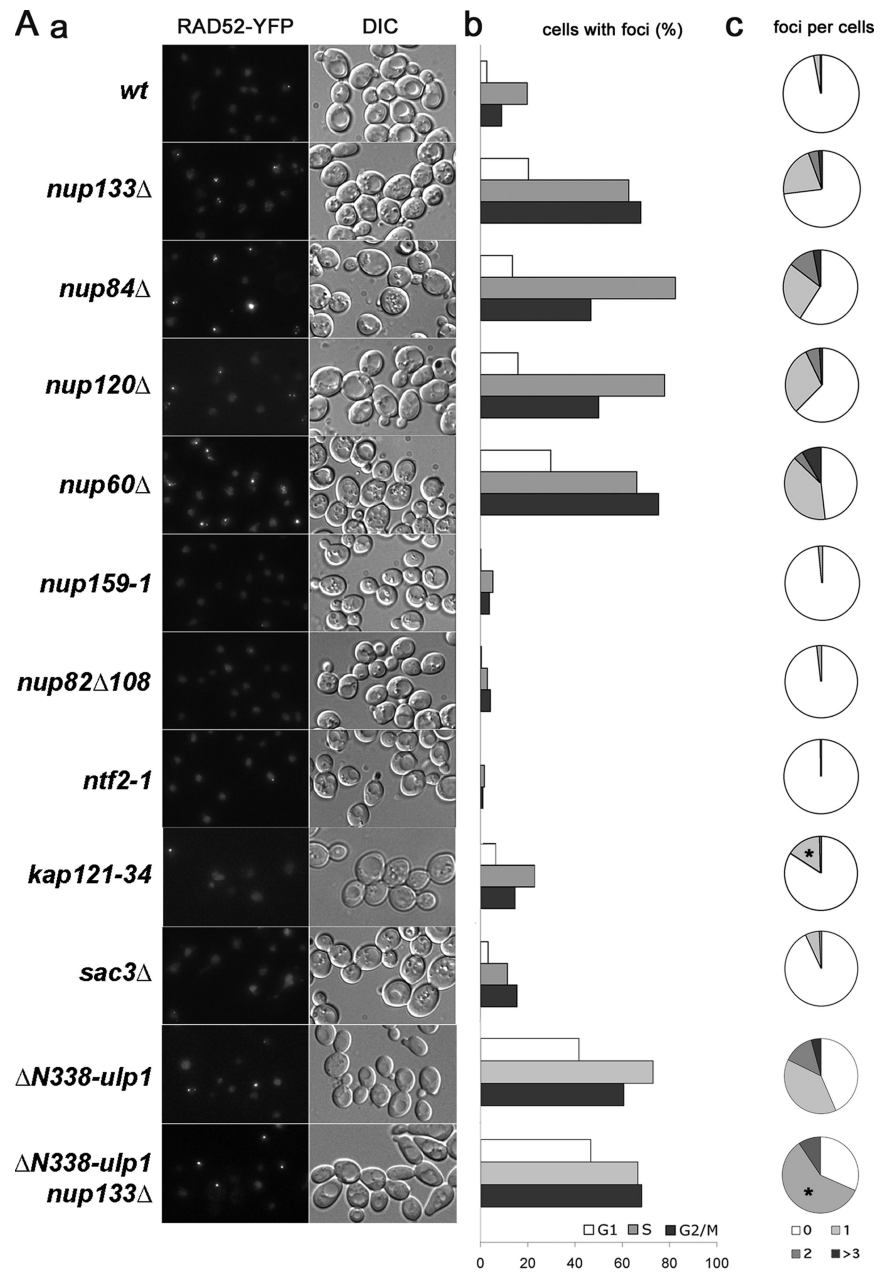 A a RAD52-YFP DIC b cells with foci (%) c foci per cells
wt
nup133Δ
nup84Δ
nup120Δ
nup60Δ
nup159-1
nup82Δ108
ntf2-1
kap121-34
*
sac3Δ
ΔN338-ulp1
ΔN338-ulp1
nup133Δ
*
G1 S G2/M
0 1
2 >3
0 20 40 60 80 100